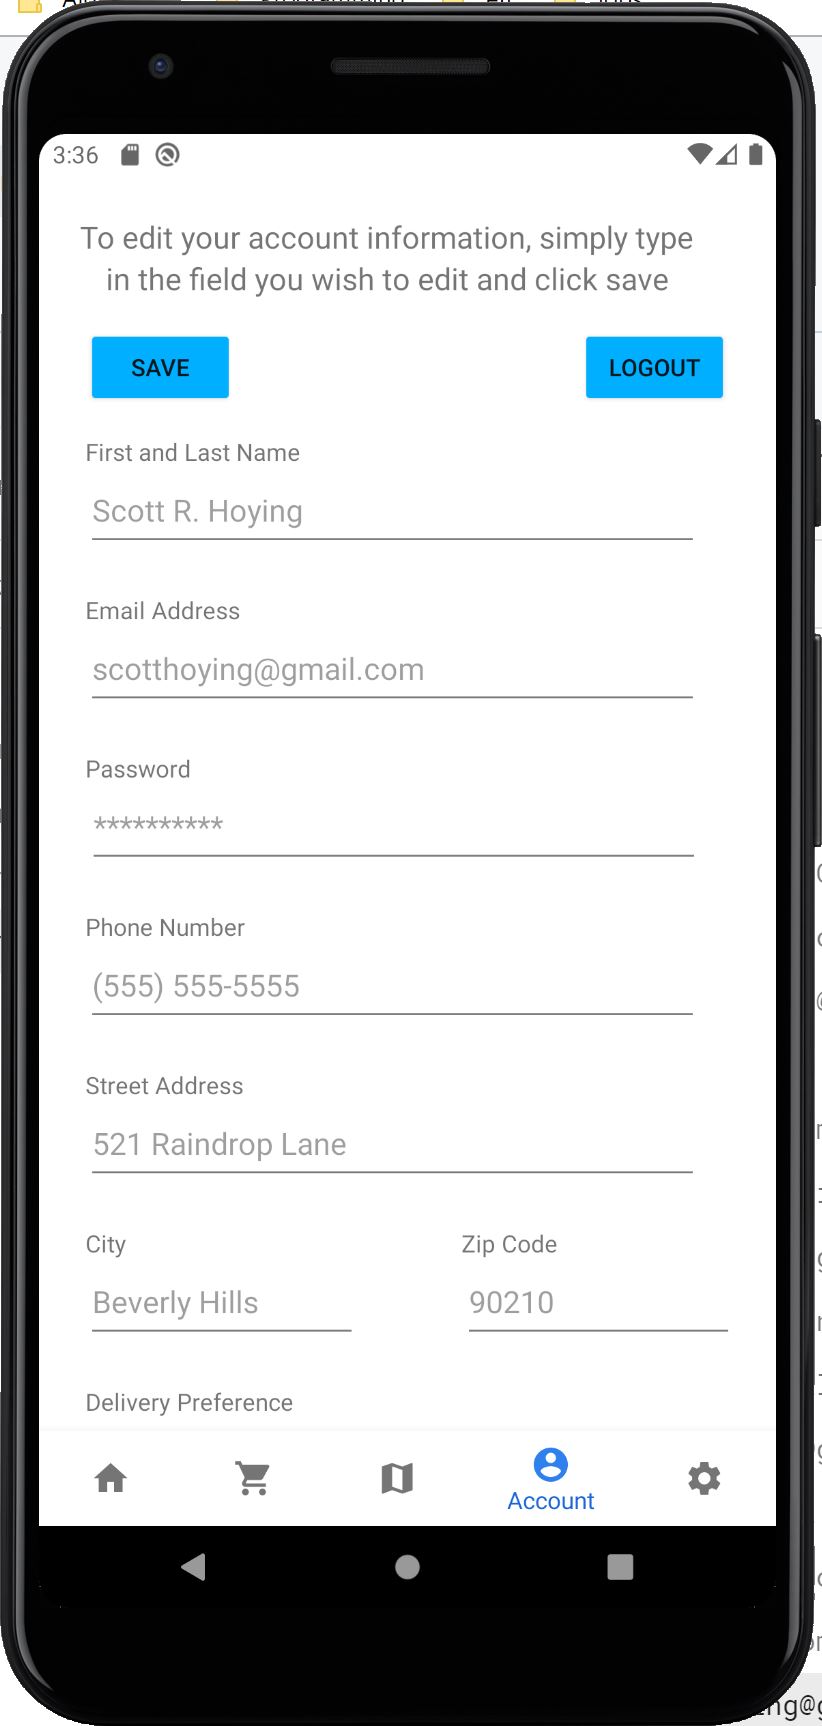 3:36
To edit your account information, simply type
in the field you wish to edit and click save
SAVE
LOGOUT
First and Last Name
Scott R. Hoying
Email Address
scotthoying@gmail.com
Password
**********
Phone Number
(555) 555-5555
Street Address
521 Raindrop Lane
City
Zip Code
Beverly Hills
90210
Delivery Preference
Account